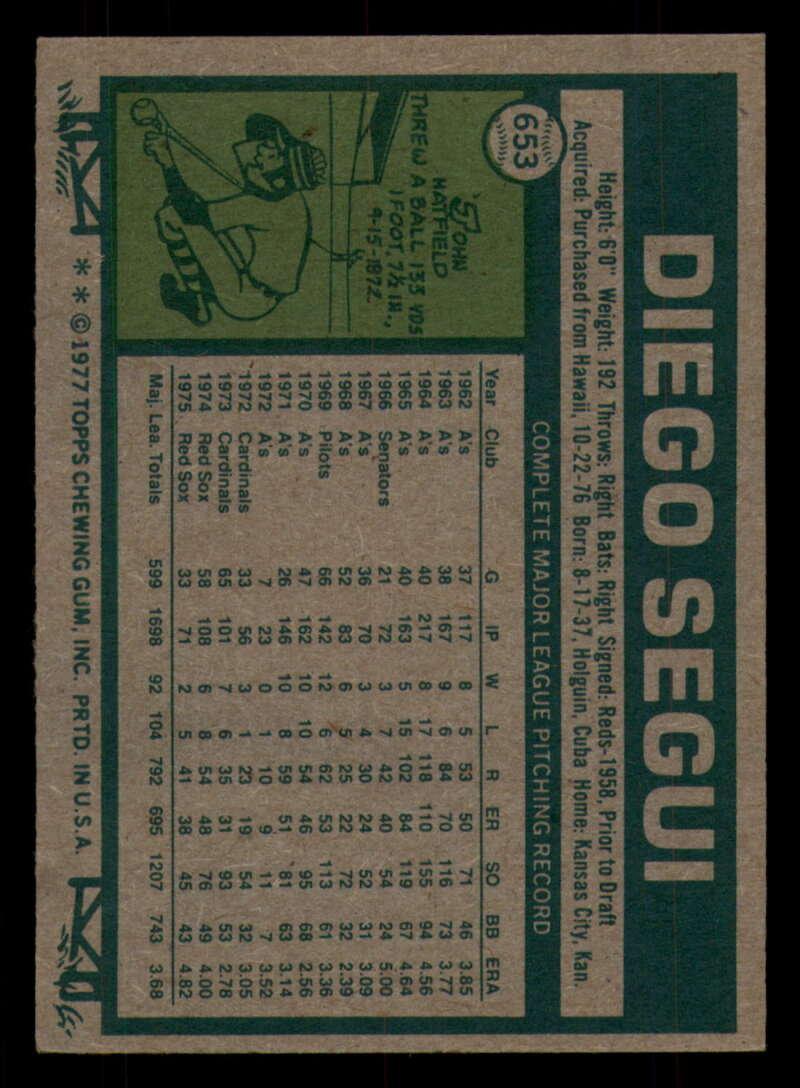 DIEGO SEGUI
Height: 6'0" Weight: 192 Throws: Right Bats: Right Signed: Reds-1958, Prior to Draft
Acquired: Purchased from Hawaii, 10-22-76 Born: 8-17-37, Holguin, Cuba Home: Kansas City, Kan.
653
JOHN
HATFIELD
THREW A BALL 133 YDS
1 FOOT, 7½ IN.,
9-15-1872.
COMPLETE MAJOR LEAGUE PITCHING RECORD
Year Club G IP W L R ER SO BB ERA
1962 A's 37 117 8 5 53 50 71 46 3.85
1963 A's 38 167 9 6 84 70 116 73 3.77
1964 A's 40 217 8 17 118 110 155 94 4.56
1965 A's 40 163 5 15 102 84 119 67 4.64
1966 Senators 21 72 3 7 42 40 54 24 5.00
1967 A's 36 70 3 4 30 24 52 31 3.09
1968 A's 52 83 6 5 25 22 72 32 2.39
1969 Pilots 66 142 12 6 62 53 113 61 3.36
1970 A's 47 162 10 10 54 46 95 68 2.56
1971 A's 26 146 10 8 59 51 81 63 3.14
1972 A's 7 23 0 1 10 9 11 7 3.52
1972 Cardinals 33 56 3 1 23 19 54 32 3.05
1973 Cardinals 65 101 7 6 35 31 93 53 2.78
1974 Red Sox 58 108 6 8 54 48 76 49 4.00
1975 Red Sox 33 71 2 5 41 38 45 43 4.82
Maj. Lea. Totals 599 1698 92 104 792 695 1207 743 3.68
* * © 1977 TOPPS CHEWING GUM, INC. PRTD. IN U.S.A.